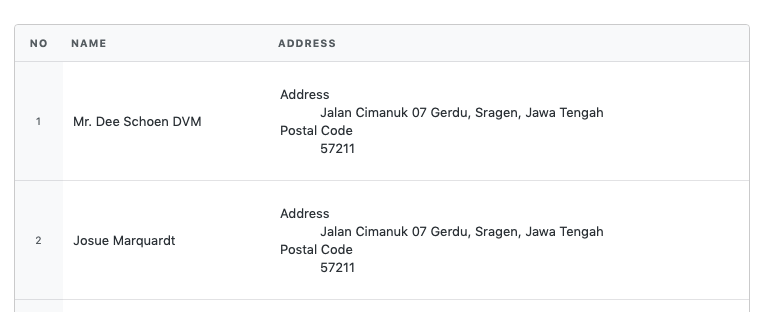 NO NAME ADDRESS
1 Mr. Dee Schoen DVM
Address
Jalan Cimanuk 07 Gerdu, Sragen, Jawa Tengah
Postal Code
57211
2 Josue Marquardt
Address
Jalan Cimanuk 07 Gerdu, Sragen, Jawa Tengah
Postal Code
57211